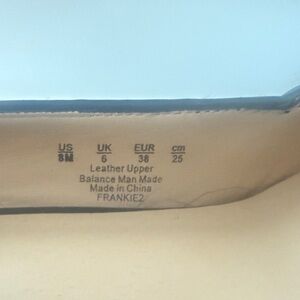 US UK EUR cm
8M 6 38 25
Leather Upper
Balance Man Made
Made in China
FRANKIE2